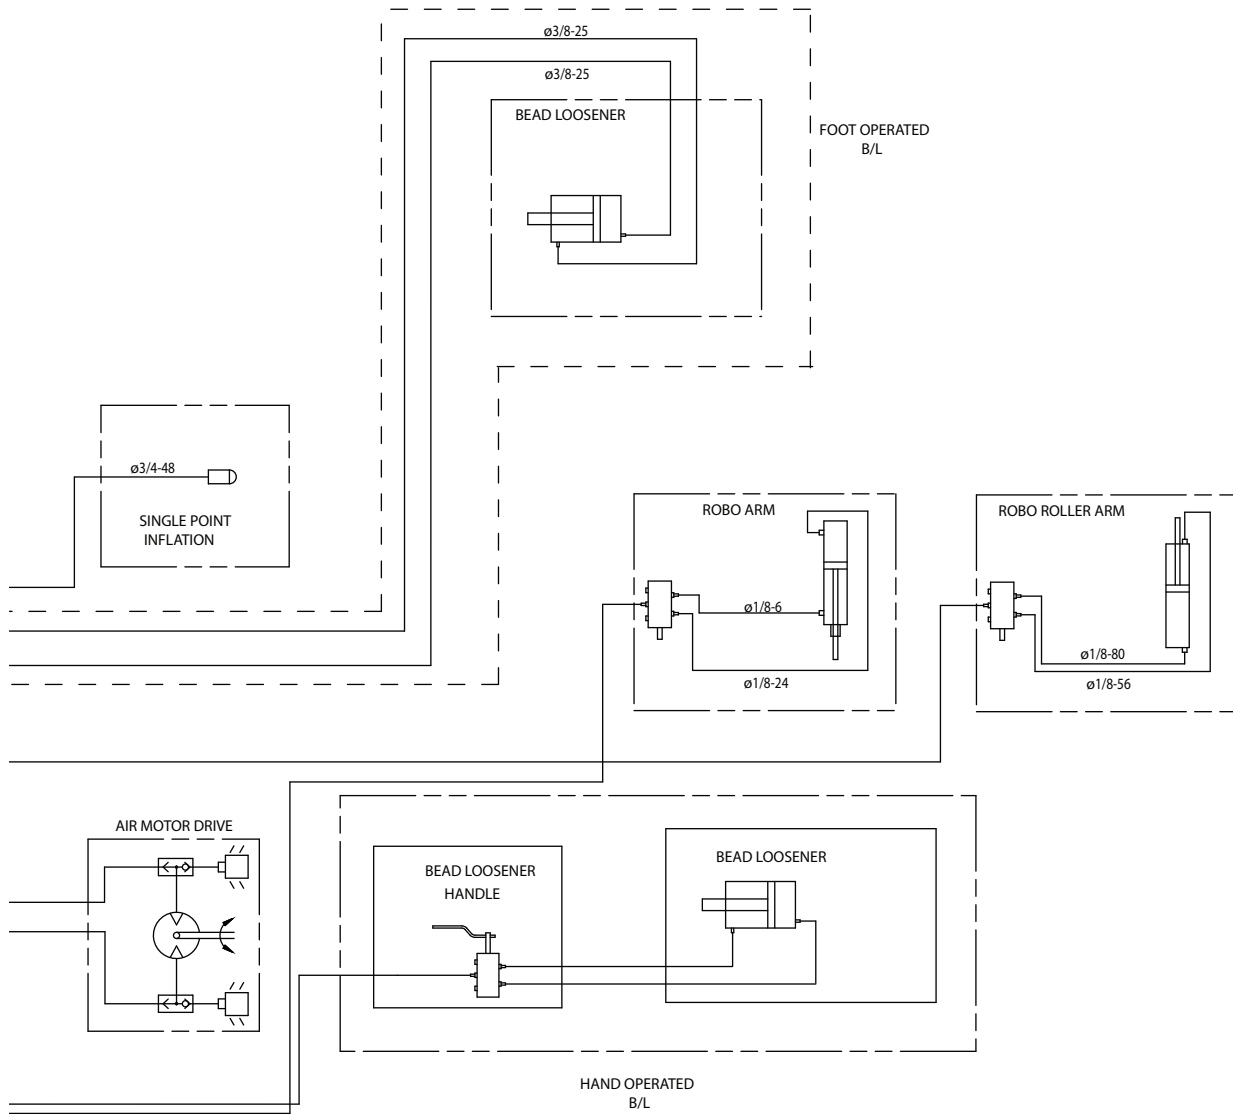 ø3/8-25
ø3/8-25
BEAD LOOSENER
FOOT OPERATED
B/L
ø3/4-48
SINGLE POINT
INFLATION
ROBO ARM
ø1/8-6
ø1/8-24
ROBO ROLLER ARM
ø1/8-80
ø1/8-56
AIR MOTOR DRIVE
BEAD LOOSENER
HANDLE
BEAD LOOSENER
HAND OPERATED
B/L